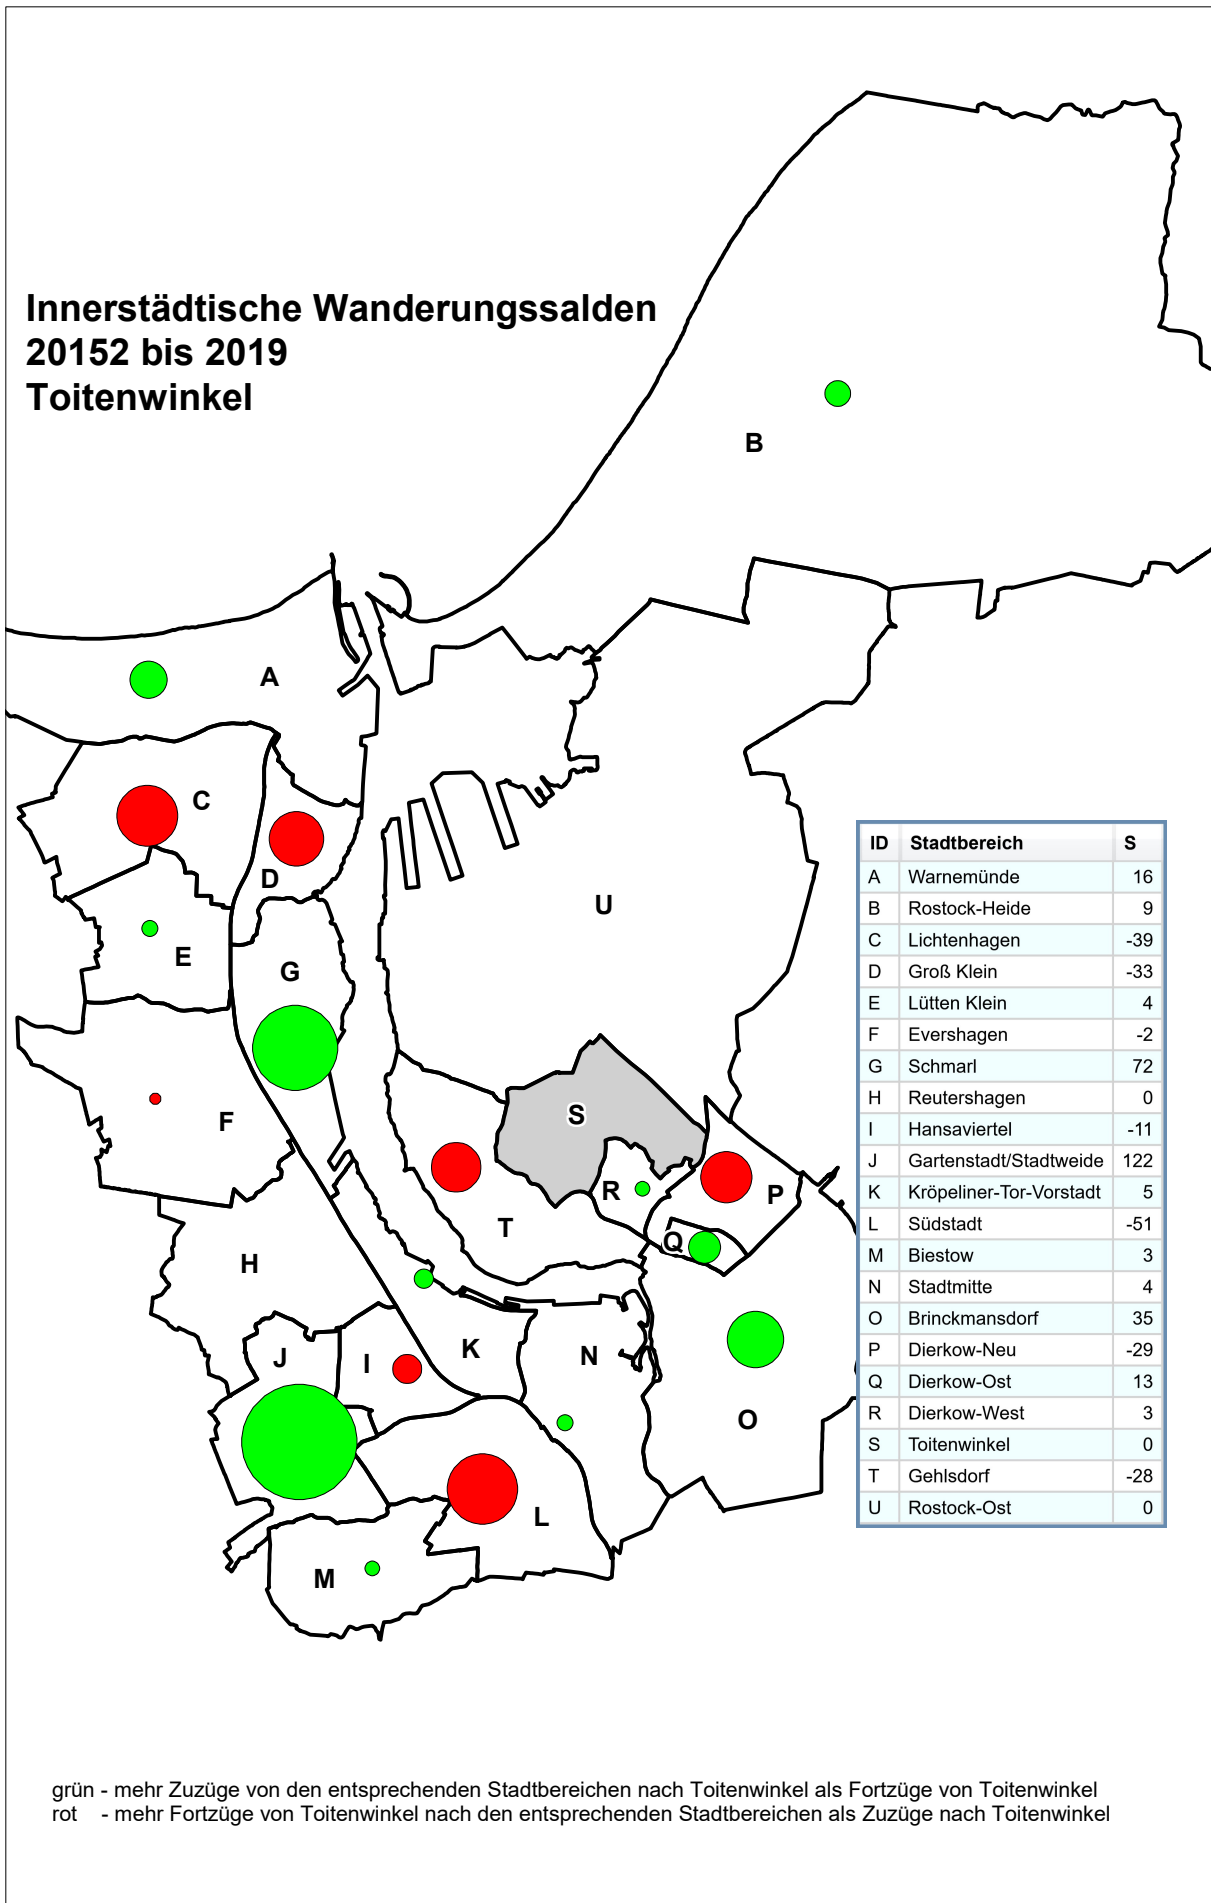 Innerstädtische Wanderungssalden
20152 bis 2019
Toitenwinkel
B
A
C
D
E
G
U
F
S
R
P
T
Q
H
J
I
K
N
O
L
M
ID Stadtbereich S
A Warnemünde 16
B Rostock-Heide 9
C Lichtenhagen -39
D Groß Klein -33
E Lütten Klein 4
F Evershagen -2
G Schmarl 72
H Reutershagen 0
I Hansaviertel -11
J Gartenstadt/Stadtweide 122
K Kröpeliner-Tor-Vorstadt 5
L Südstadt -51
M Biestow 3
N Stadtmitte 4
O Brinckmansdorf 35
P Dierkow-Neu -29
Q Dierkow-Ost 13
R Dierkow-West 3
S Toitenwinkel 0
T Gehlsdorf -28
U Rostock-Ost 0
grün - mehr Zuzüge von den entsprechenden Stadtbereichen nach Toitenwinkel als Fortzüge von Toitenwinkel
rot - mehr Fortzüge von Toitenwinkel nach den entsprechenden Stadtbereichen als Zuzüge nach Toitenwinkel